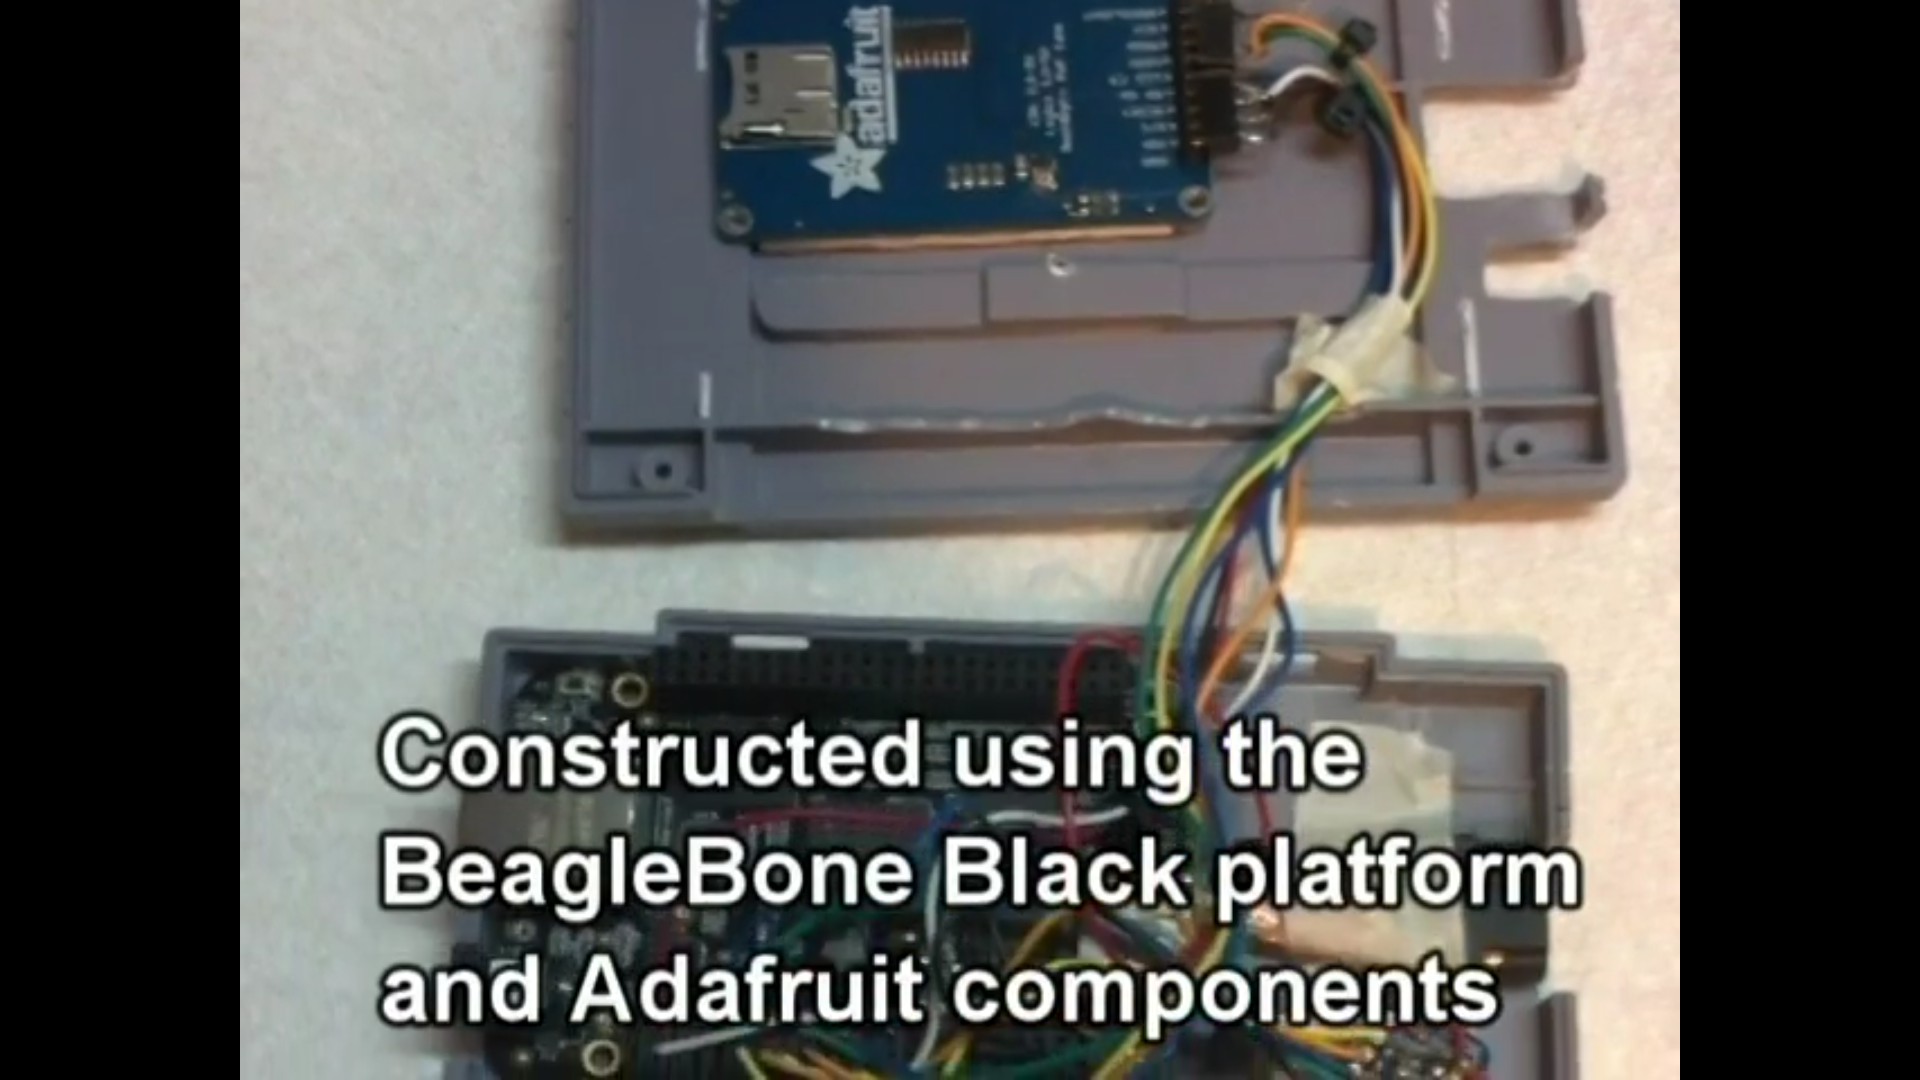 adafruit
Constructed using the
BeagleBone Black platform
and Adafruit components